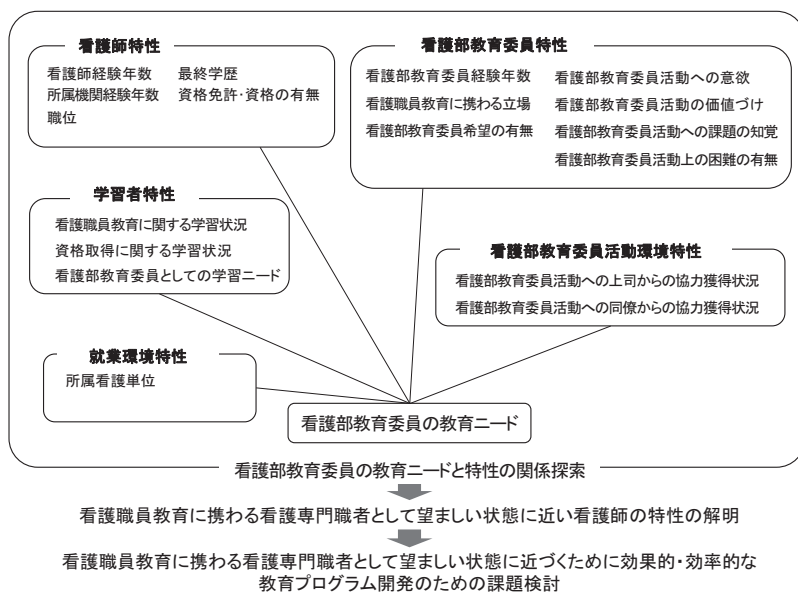 看護師特性
看護師経験年数 最終学歴
所属機関経験年数 資格免許・資格の有無
職位
看護部教育委員特性
看護部教育委員経験年数 看護部教育委員活動への意欲
看護職員教育に携わる立場 看護部教育委員活動の価値づけ
看護部教育委員希望の有無 看護部教育委員活動への課題の知覚
看護部教育委員活動上の困難の有無
学習者特性
看護職員教育に関する学習状況
資格取得に関する学習状況
看護部教育委員としての学習ニード
看護部教育委員活動環境特性
看護部教育委員活動への上司からの協力獲得状況
看護部教育委員活動への同僚からの協力獲得状況
就業環境特性
所属看護単位
看護部教育委員の教育ニード
看護部教育委員の教育ニードと特性の関係探索
看護職員教育に携わる看護専門職者として望ましい状態に近い看護師の特性の解明
看護職員教育に携わる看護専門職者として望ましい状態に近づくために効果的・効率的な
教育プログラム開発のための課題検討